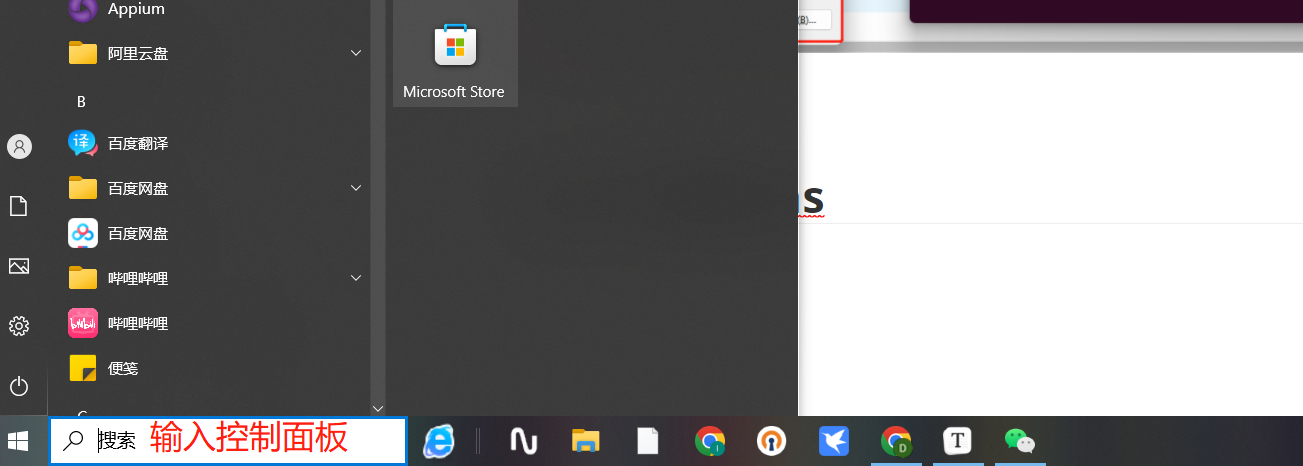 Appium
阿里云盘
B
百度翻译
百度网盘
百度网盘
哔哩哔哩
哔哩哔哩
便笺
Microsoft Store
(B)...
s
搜索 输入控制面板